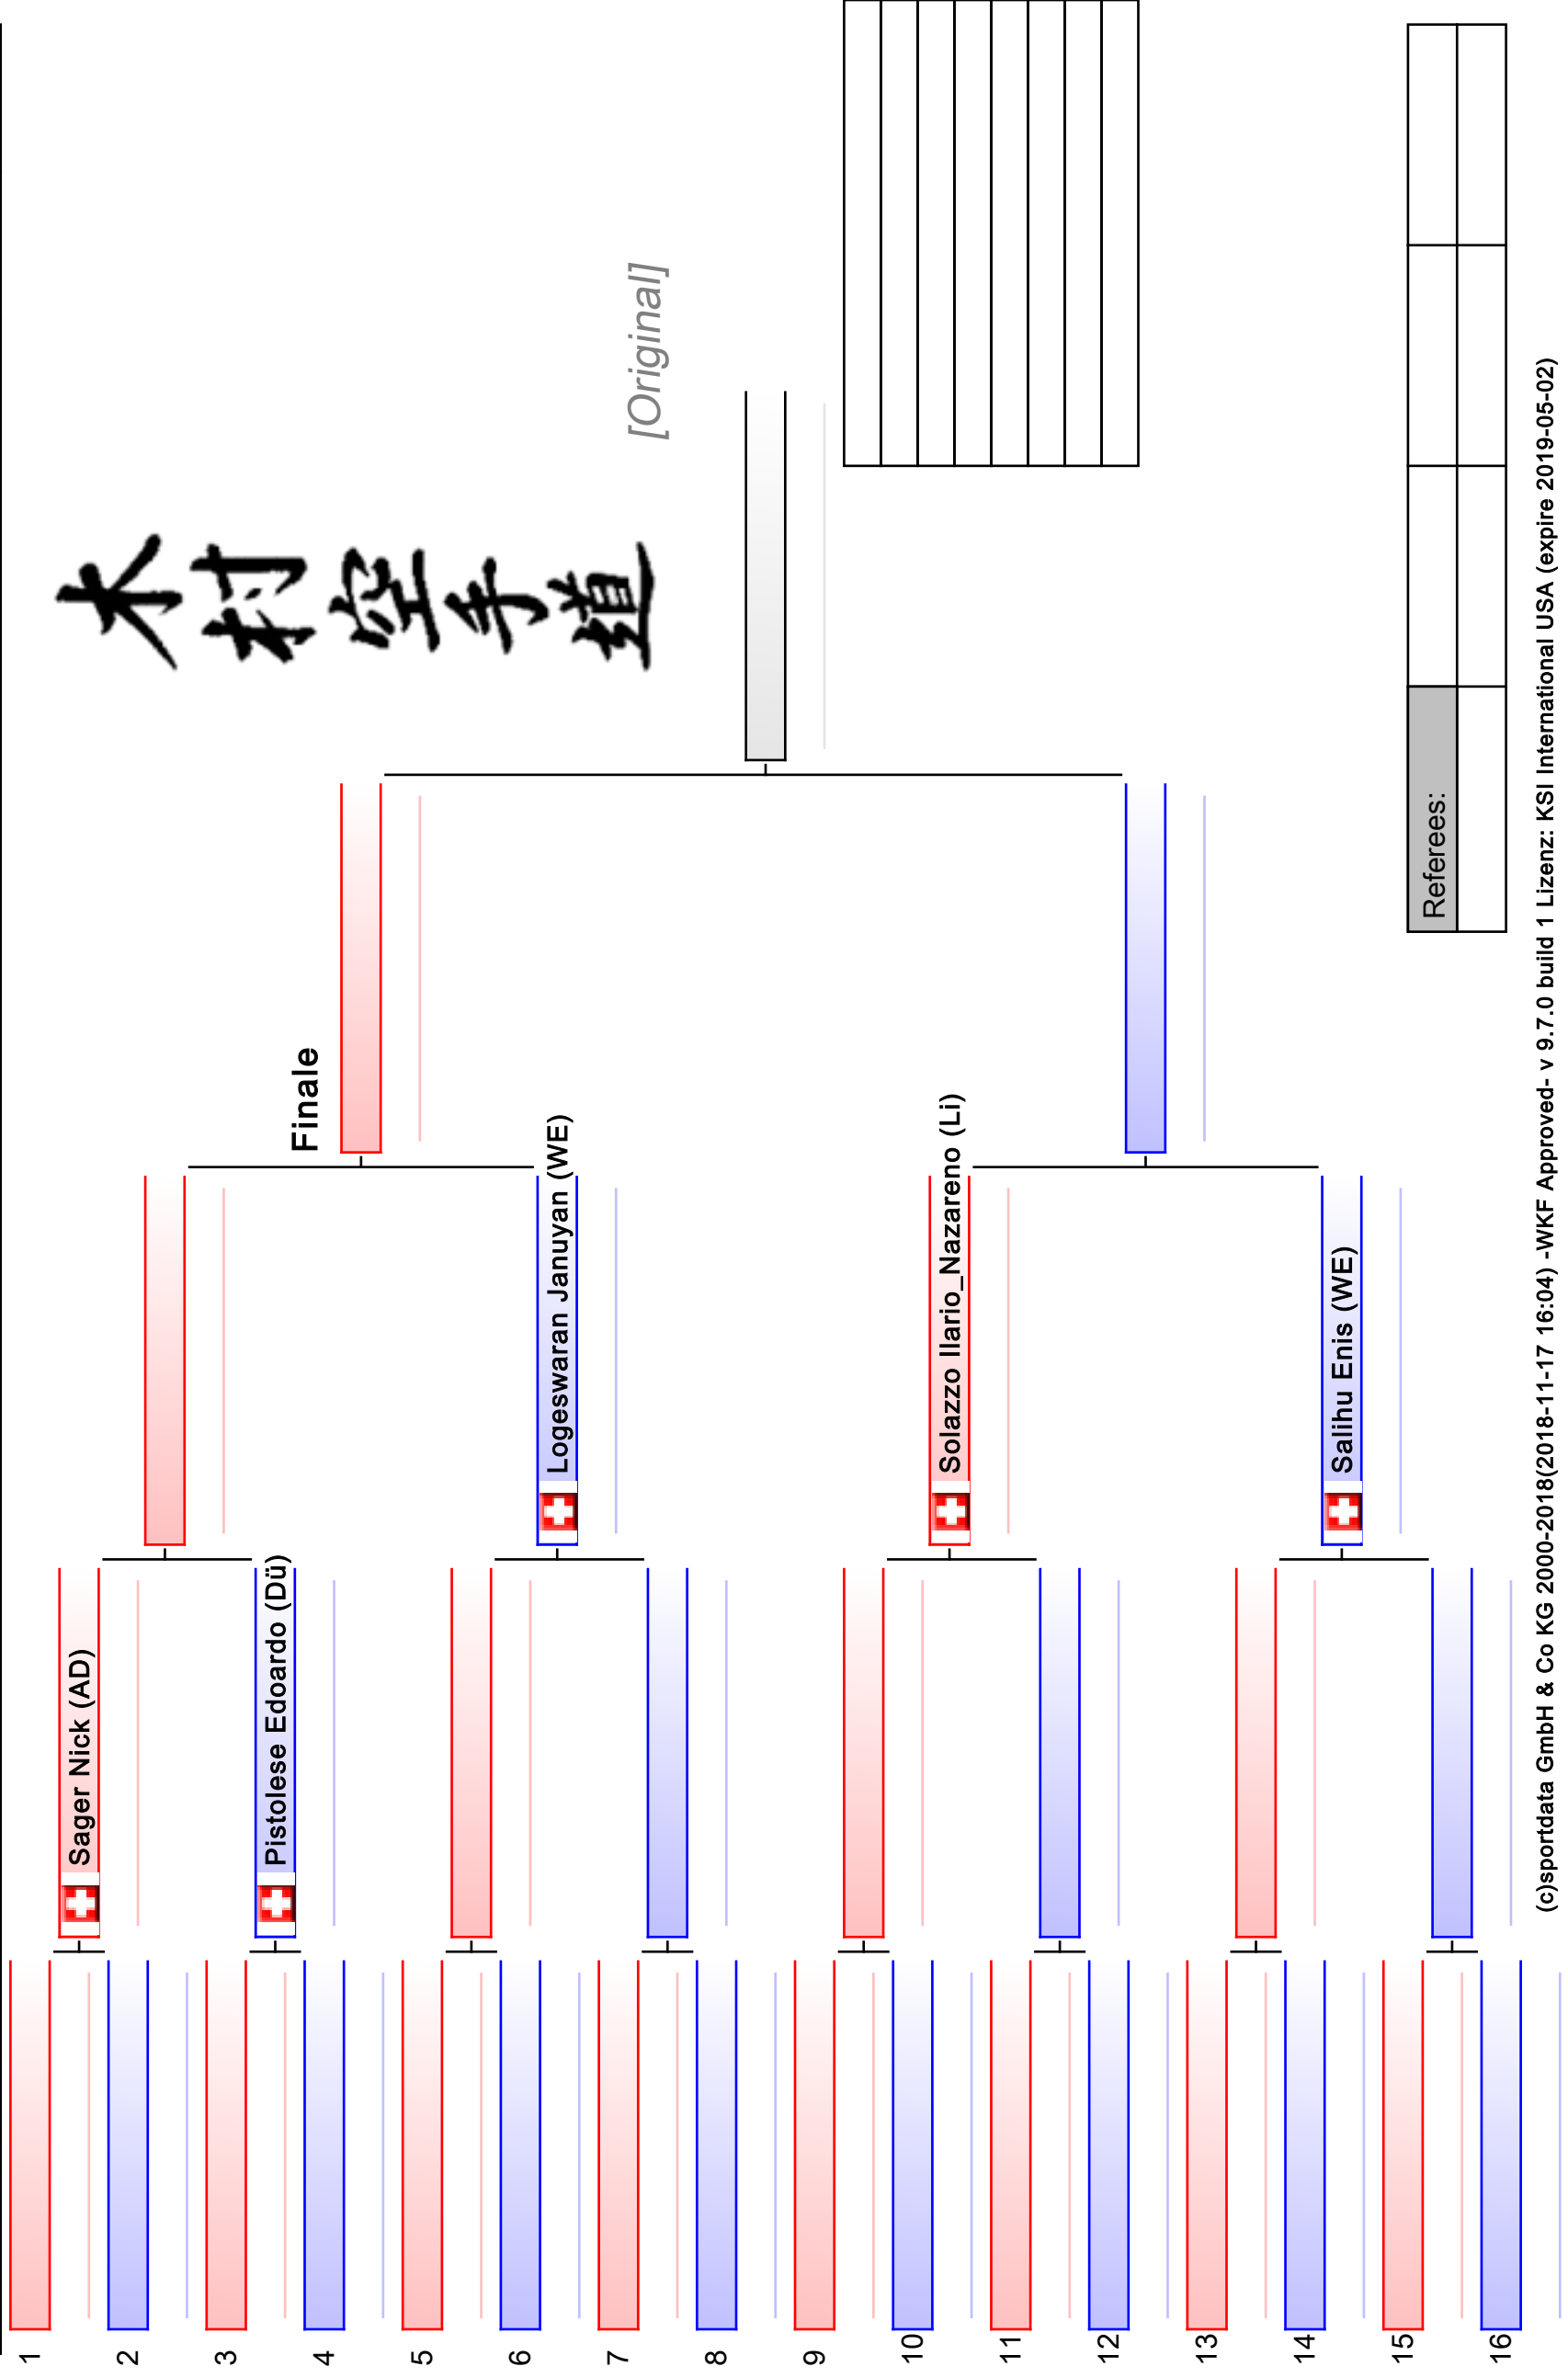 木村空手道
[Original]
Finale
Sager Nick (AD)
Pistolese Edoardo (Dü)
Logeswaran Januyan (WE)
Solazzo Ilario_Nazareno (Li)
Salihu Enis (WE)
1
2
3
4
5
6
7
8
9
10
11
12
13
14
15
16
Referees:
(c)sportdata GmbH & Co KG 2000-2018(2018-11-17 16:04) -WKF Approved- v 9.7.0 build 1 Lizenz: KSI International USA (expire 2019-05-02)